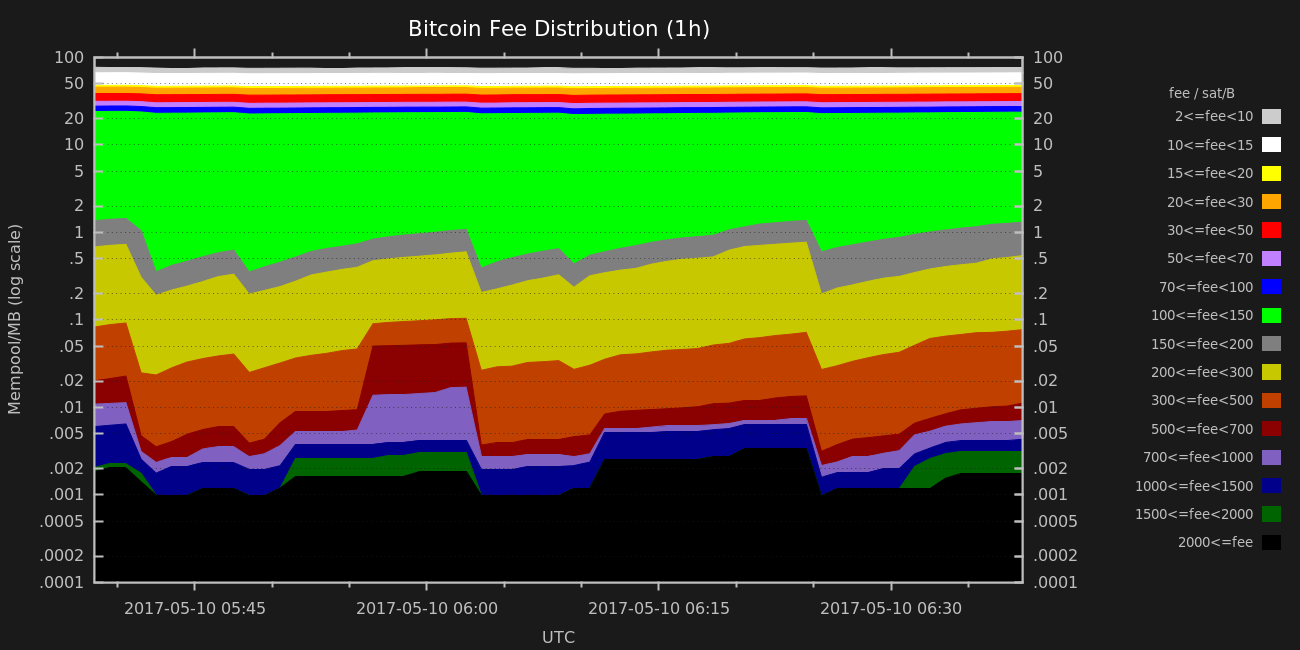 Bitcoin Fee Distribution (1h)
100
50
20
10
5
2
1
.5
.2
.1
.05
.02
.01
.005
.002
.001
.0005
.0002
.0001
Mempool/MB (log scale)
100
50
20
10
5
2
1
.5
.2
.1
.05
.02
.01
.005
.002
.001
.0005
.0002
.0001
2017-05-10 05:45
2017-05-10 06:00
2017-05-10 06:15
2017-05-10 06:30
UTC
fee / sat/B
2<=fee<10
10<=fee<15
15<=fee<20
20<=fee<30
30<=fee<50
50<=fee<70
70<=fee<100
100<=fee<150
150<=fee<200
200<=fee<300
300<=fee<500
500<=fee<700
700<=fee<1000
1000<=fee<1500
1500<=fee<2000
2000<=fee